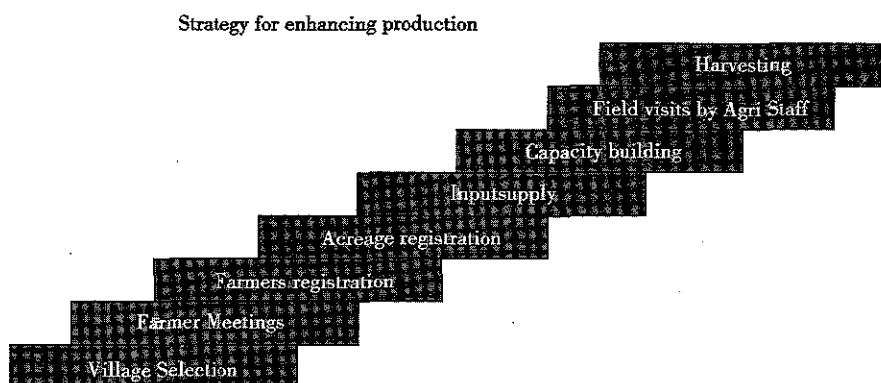 Strategy for enhancing production
Harvesting
Field visits by Agri Staff
Capacity building
Inputsupply
Acreage registration
Farmers registration
Farmer Meetings
Village Selection